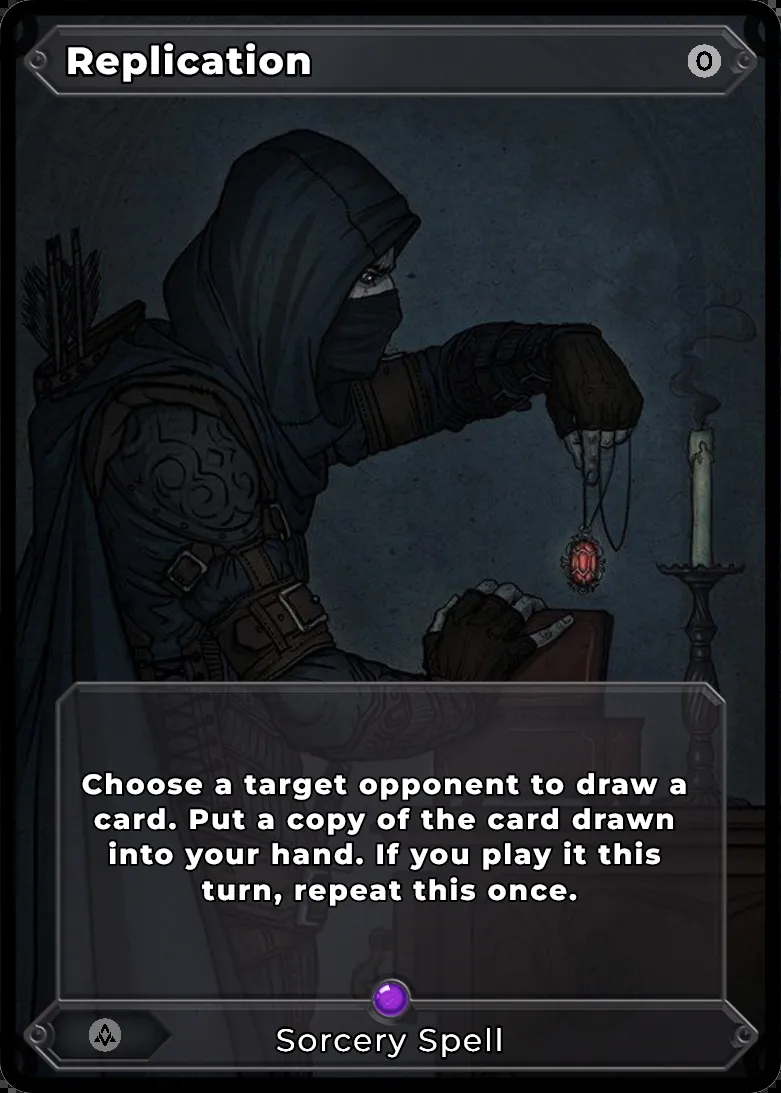 Replication
0
Choose a target opponent to draw a
card. Put a copy of the card drawn
into your hand. If you play it this
turn, repeat this once.
Sorcery Spell